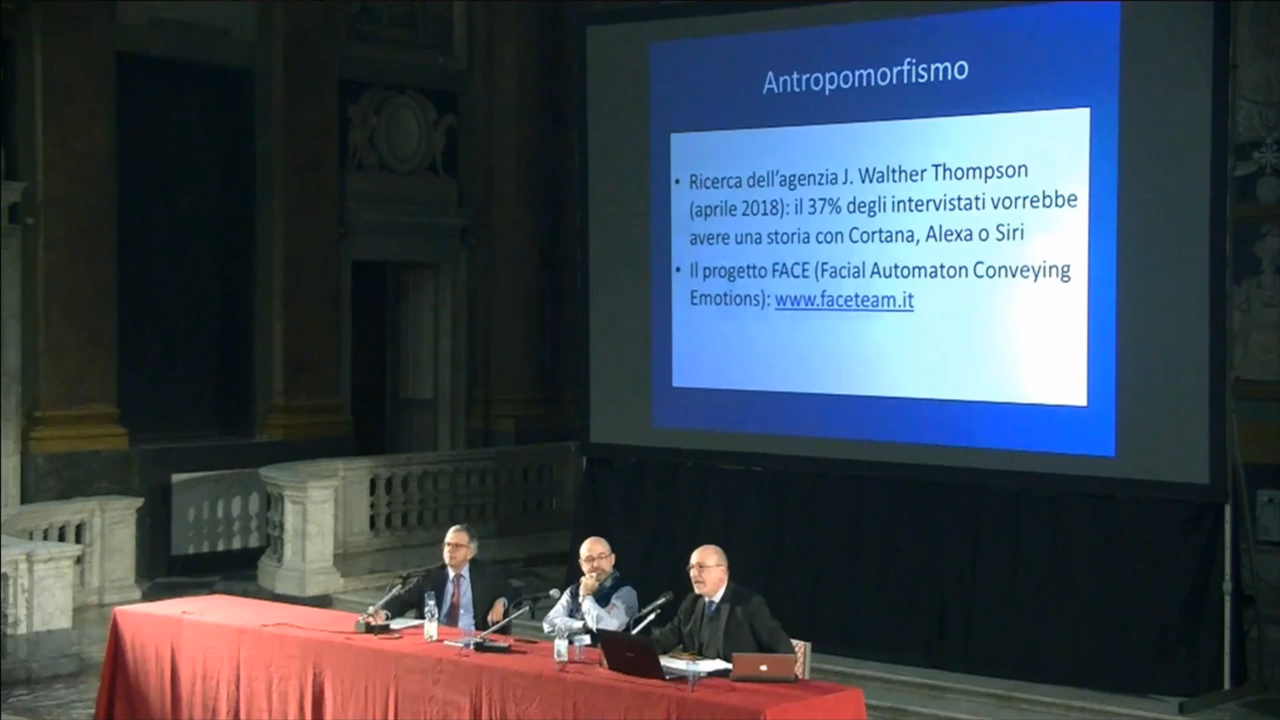 Antropomorfismo
• Ricerca dell'agenzia J. Walther Thompson
(aprile 2018): il 37% degli intervistati vorrebbe
avere una storia con Cortana, Alexa o Siri
• Il progetto FACE (Facial Automaton Conveying
Emotions): www.faceteam.it